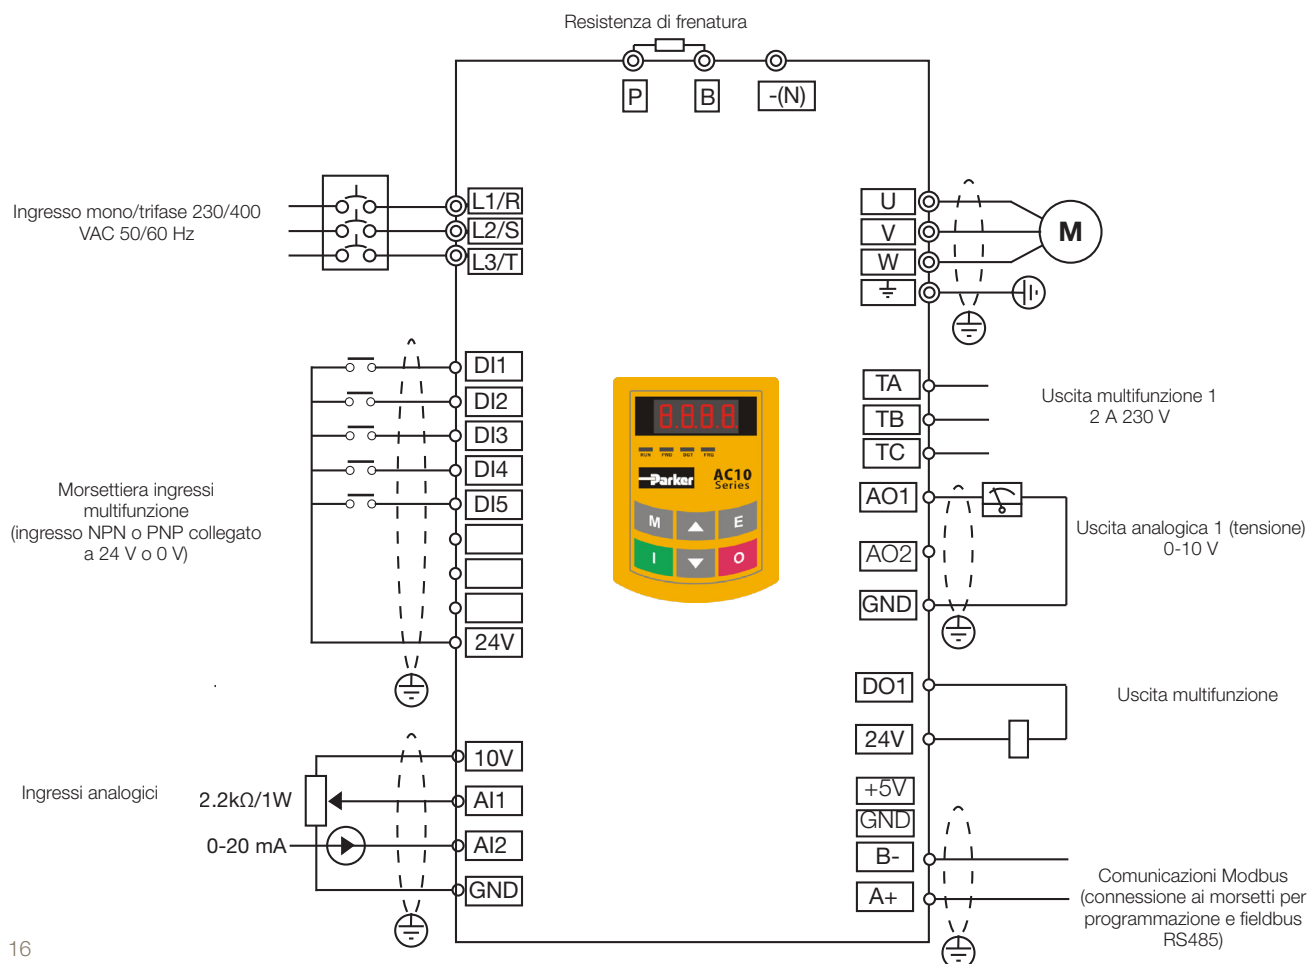 Resistenza di frenatura
P
B
-(N)
Ingresso mono/trifase 230/400
VAC 50/60 Hz
L1/R
L2/S
L3/T
U
V
W
M
Morsettiera ingressi
multifunzione
(ingresso NPN o PNP collegato
a 24 V o 0 V)
DI1
DI2
DI3
DI4
DI5
24V
8.8.8.8
RUN FWD DGT FRQ
Parker
AC10
Series
M
E
I
O
TA
TB
TC
Uscita multifunzione 1
2 A 230 V
AO1
AO2
GND
Uscita analogica 1 (tensione)
0-10 V
DO1
24V
Uscita multifunzione
Ingressi analogici
2.2kΩ/1W
0-20 mA
10V
AI1
AI2
GND
+5V
GND
B-
A+
Comunicazioni Modbus
(connessione ai morsetti per
programmazione e fieldbus
RS485)
16